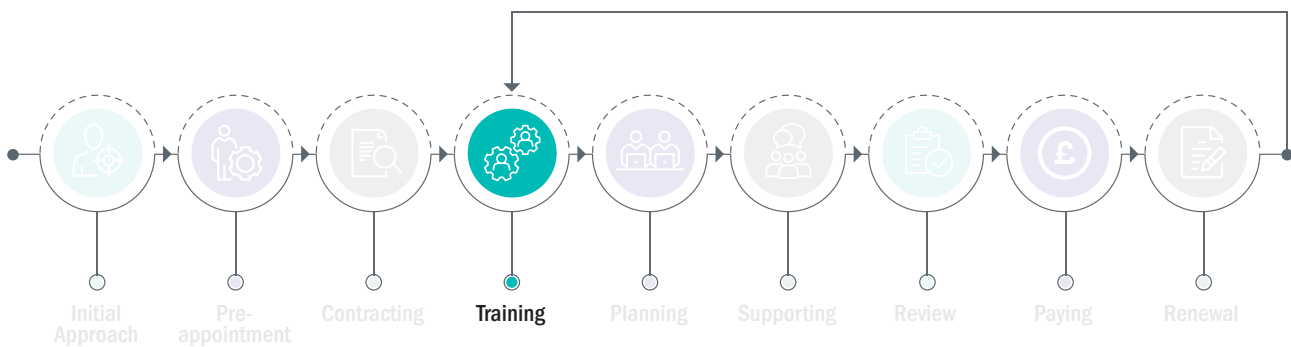 £
Initial
Approach
Pre-
appointment
Contracting
Training
Planning
Supporting
Review
Paying
Renewal